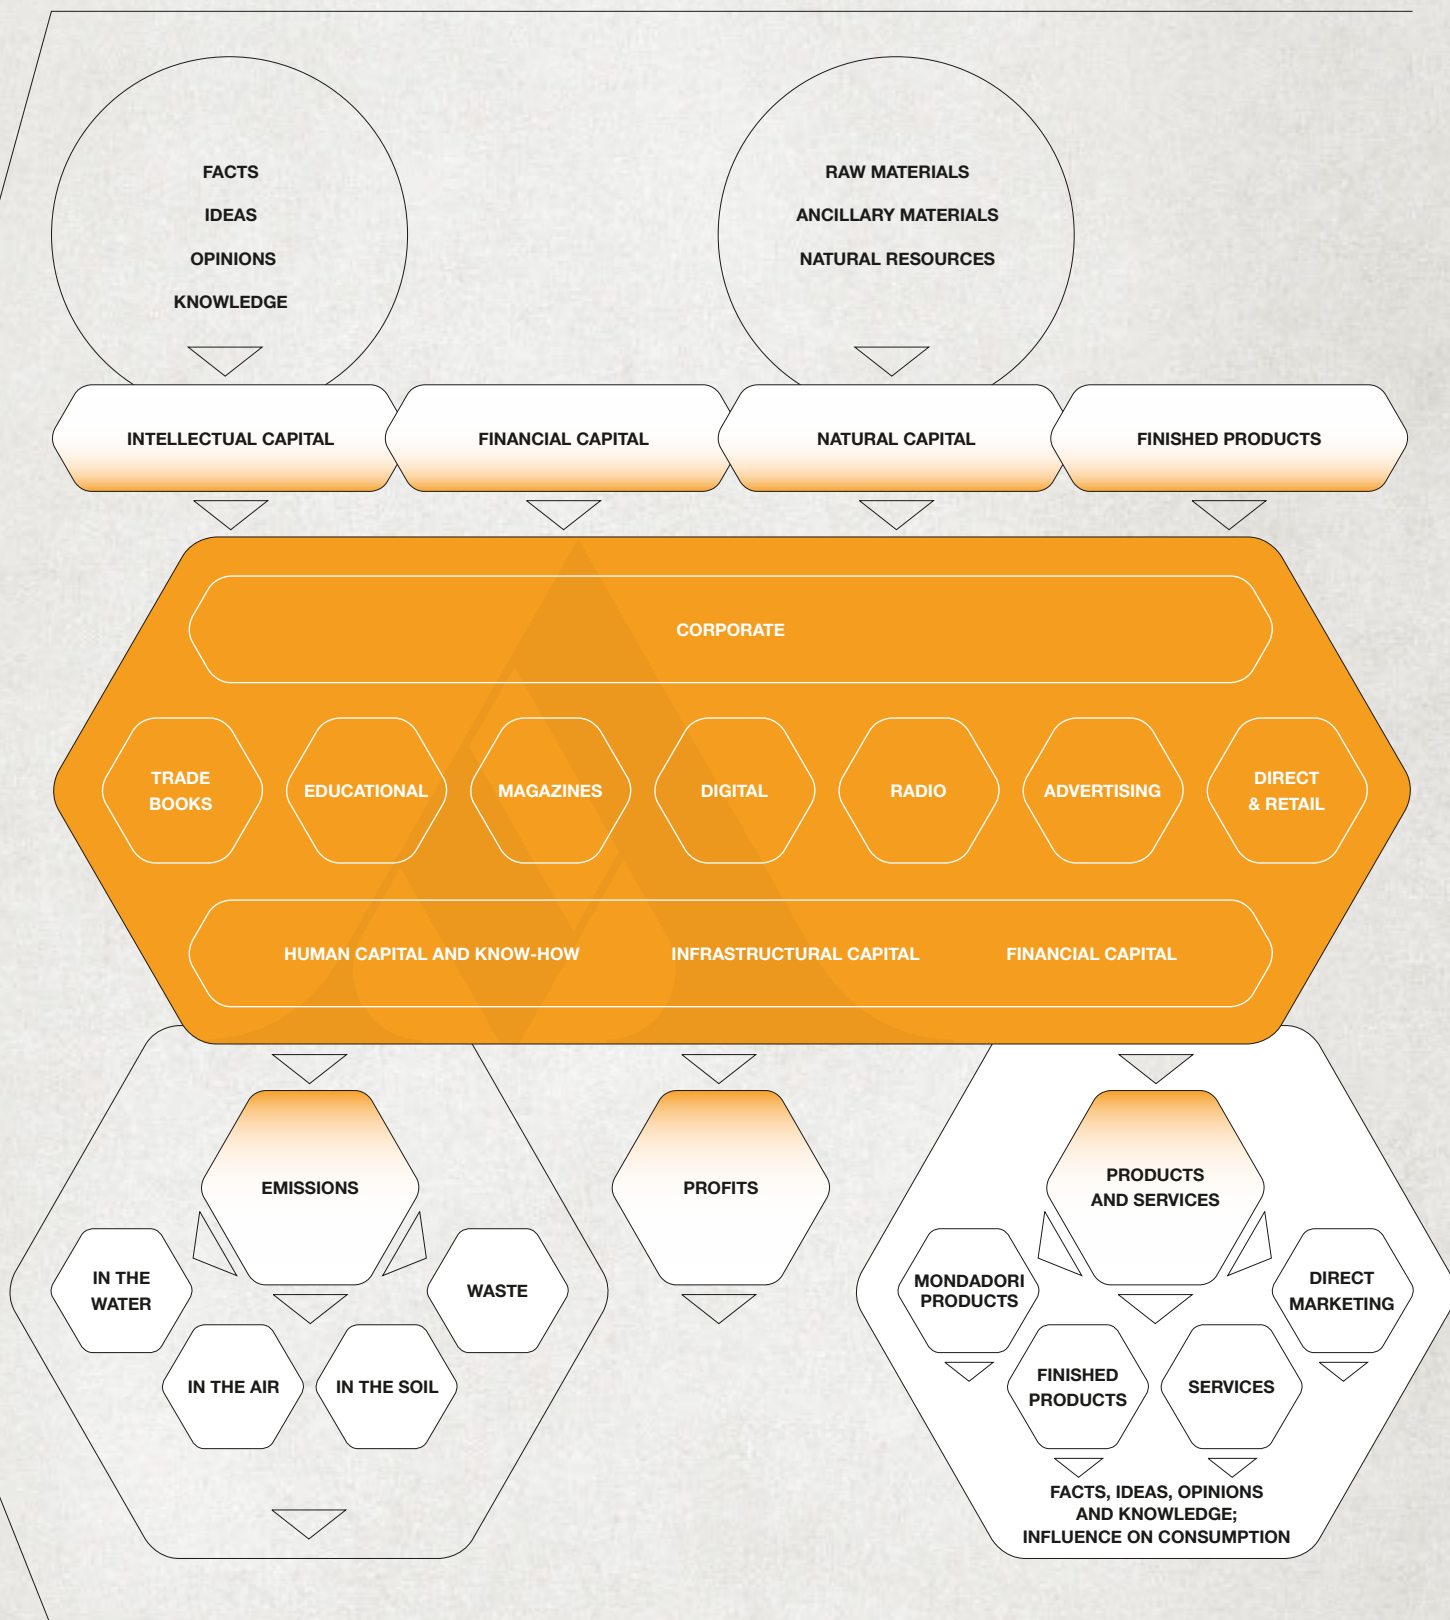 FACTS
IDEAS
OPINIONS
KNOWLEDGE
RAW MATERIALS
ANCILLARY MATERIALS
NATURAL RESOURCES
INTELLECTUAL CAPITAL
FINANCIAL CAPITAL
NATURAL CAPITAL
FINISHED PRODUCTS
CORPORATE
TRADE
BOOKS
EDUCATIONAL
MAGAZINES
DIGITAL
RADIO
ADVERTISING
DIRECT
& RETAIL
HUMAN CAPITAL AND KNOW-HOW
INFRASTRUCTURAL CAPITAL
FINANCIAL CAPITAL
EMISSIONS
IN THE
WATER
IN THE AIR
IN THE SOIL
WASTE
PROFITS
PRODUCTS
AND SERVICES
MONDADORI
PRODUCTS
FINISHED
PRODUCTS
SERVICES
DIRECT
MARKETING
FACTS, IDEAS, OPINIONS
AND KNOWLEDGE;
INFLUENCE ON CONSUMPTION